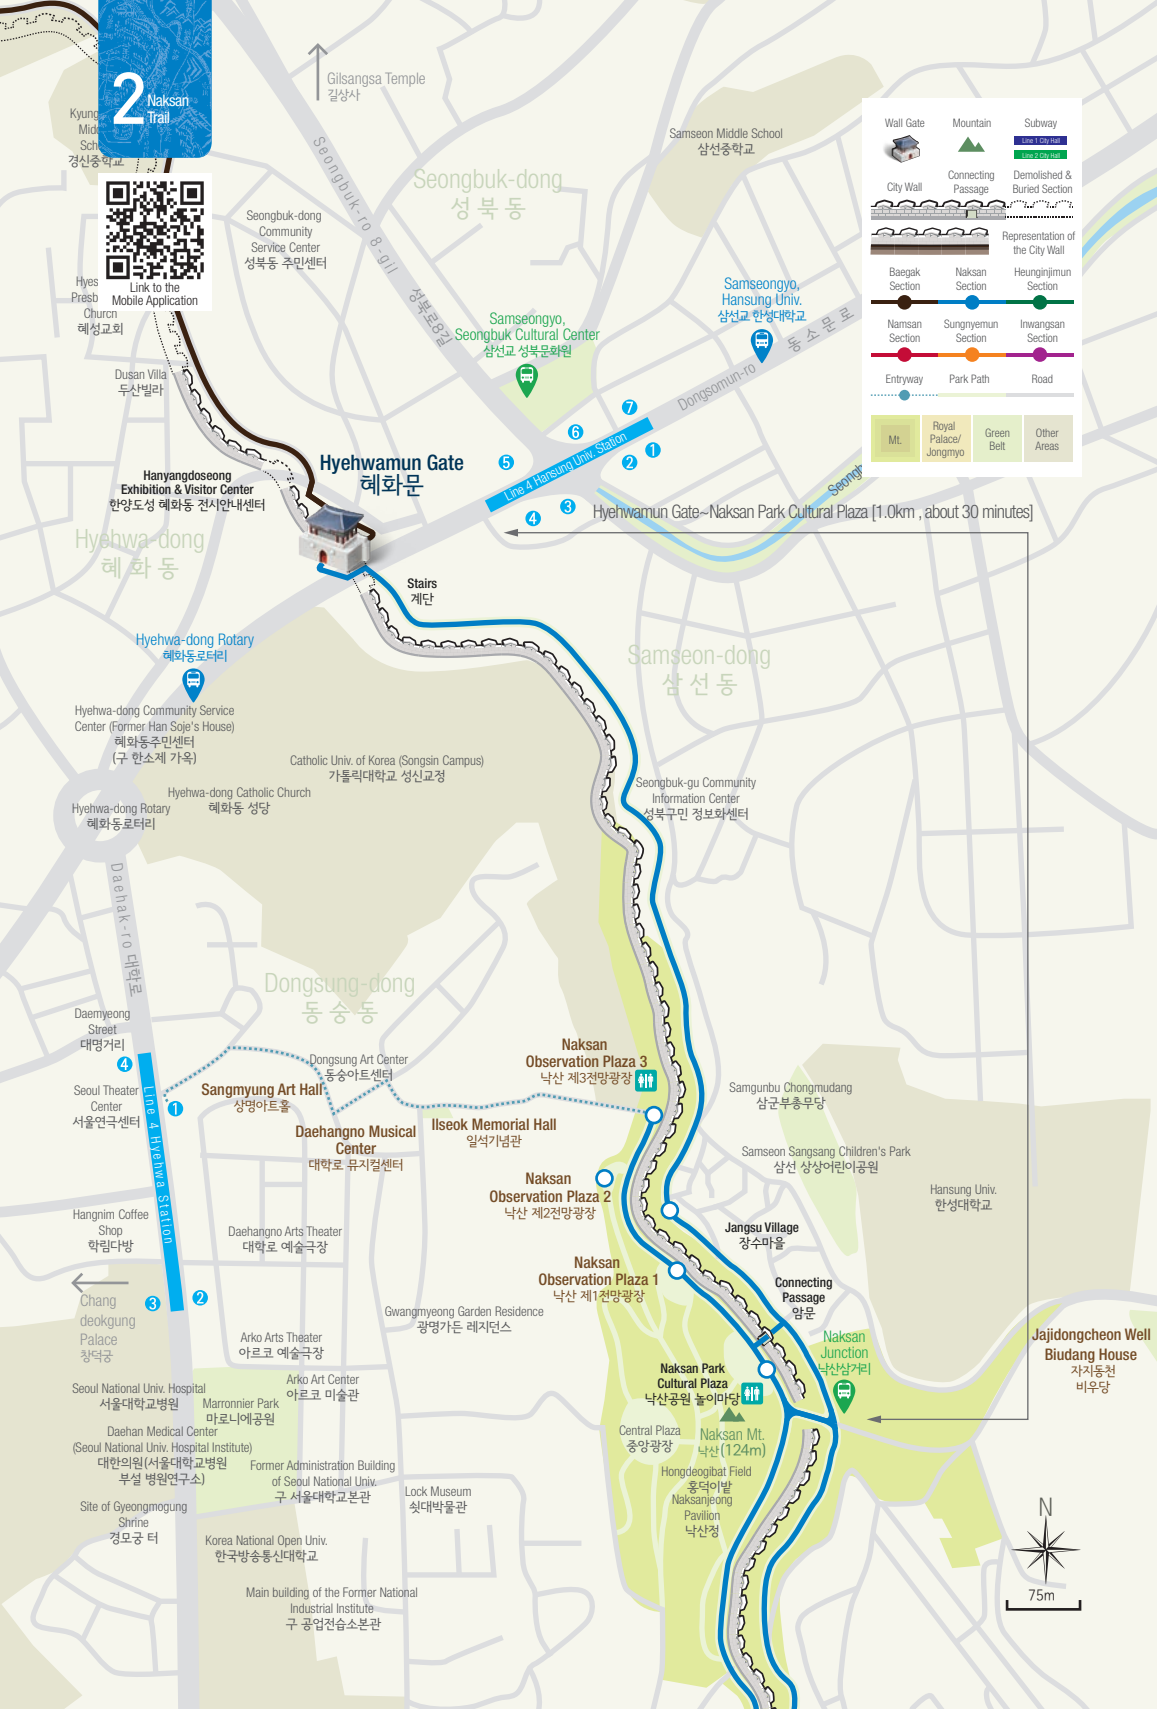 2 Naksan
Trail
Gilsangsa Temple
길상사
Kyung
Midd
Sch
경신중학교
Link to the
Mobile Application
Hyes
Presb
Church
혜성교회
Seongbuk-ro 8-gil
성북로8길
Seongbuk-dong
성북동
Seongbuk-dong
Community
Service Center
성북동 주민센터
Samseon Middle School
삼선중학교
Wall Gate
Mountain
Subway
Line 1 City Hall
Line 2 City Hall
City Wall
Connecting
Passage
Demolished &
Buried Section
Representation of
the City Wall
Baegak
Section
Naksan
Section
Heunginjimun
Section
Namsan
Section
Sungnyemun
Section
Inwangsan
Section
Entryway
Park Path
Road
Mt.
Royal
Palace/
Jongmyo
Green
Belt
Other
Areas
Samseongyo,
Hansung Univ.
삼선교 한성대학교
Samseongyo,
Seongbuk Cultural Center
삼선교 성북문화원
Dongsomun-ro
동소문로
Dusan Villa
두산빌라
7
6
5
1
2
3
4
Line 4 Hansung Univ. Station
Seongb
Hyehwamun Gate
혜화문
Hanyangdoseong
Exhibition & Visitor Center
한양도성 혜화동 전시안내센터
Hyehwamun Gate~Naksan Park Cultural Plaza [1.0km , about 30 minutes]
Hyehwa-dong
혜화동
Stairs
계단
Hyehwa-dong Rotary
혜화동로터리
Samseon-dong
삼선동
Hyehwa-dong Community Service
Center (Former Han Soje's House)
혜화동주민센터
(구 한소제 가옥)
Catholic Univ. of Korea (Songsin Campus)
가톨릭대학교 성신교정
Hyehwa-dong Catholic Church
혜화동 성당
Hyehwa-dong Rotary
혜화동로터리
Seongbuk-gu Community
Information Center
성북구민 정보화센터
Daehak-ro 대학로
Dongsung-dong
동숭동
Daemyeong
Street
대명거리
4
Seoul Theater
Center
서울연극센터
1
Line 4 Hyehwa Station
Dongsung Art Center
동숭아트센터
Sangmyung Art Hall
상명아트홀
Daehangno Musical
Center
대학로 뮤지컬센터
Ilseok Memorial Hall
일석기념관
Naksan
Observation Plaza 3
낙산 제3전망광장
Naksan
Observation Plaza 2
낙산 제2전망광장
Naksan
Observation Plaza 1
낙산 제1전망광장
Samgunbu Chongmudang
삼군부총무당
Samseon Sangsang Children's Park
삼선 상상어린이공원
Hansung Univ.
한성대학교
Jangsu Village
장수마을
Connecting
Passage
암문
Hangnim Coffee
Shop
학림다방
Daehangno Arts Theater
대학로 예술극장
3
2
Chang
deokgung
Palace
창덕궁
Gwangmyeong Garden Residence
광명가든 레지던스
Arko Arts Theater
아르코 예술극장
Naksan
Junction
낙산삼거리
Jajidongcheon Well
Biudang House
자지동천
비우당
Naksan Park
Cultural Plaza
낙산공원 놀이마당
Arko Art Center
아르코 미술관
Seoul National Univ. Hospital
서울대학교병원
Marronnier Park
마로니에공원
Daehan Medical Center
(Seoul National Univ. Hospital Institute)
대한의원(서울대학교병원
부설 병원연구소)
Central Plaza
중앙광장
Naksan Mt.
낙산(124m)
Former Administration Building
of Seoul National Univ.
구 서울대학교본관
Lock Museum
쇳대박물관
Hongdeogibat Field
홍덕이밭
Naksanjeong
Pavilion
낙산정
Site of Gyeongmogung
Shrine
경모궁 터
Korea National Open Univ.
한국방송통신대학교
Main building of the Former National
Industrial Institute
구 공업전습소본관
N
75m